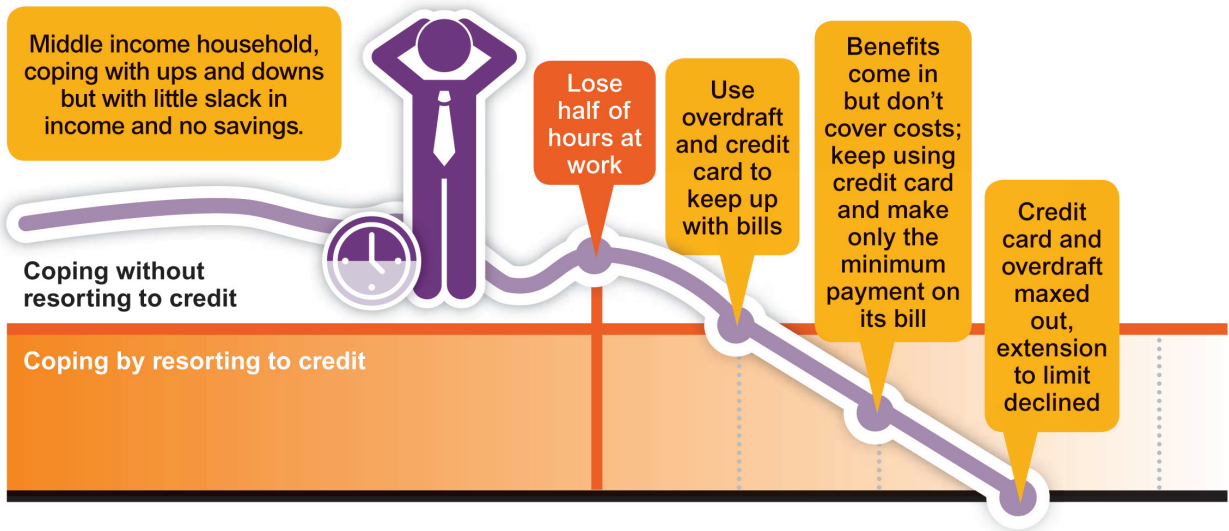 Middle income household,
coping with ups and downs
but with little slack in
income and no savings.
Lose
half of
hours at
work
Use
overdraft
and credit
card to
keep up
with bills
Benefits
come in
but don't
cover costs;
keep using
credit card
and make
only the
minimum
payment on
its bill
Credit
card and
overdraft
maxed
out,
extension
to limit
declined
Coping without
resorting to credit
Coping by resorting to credit